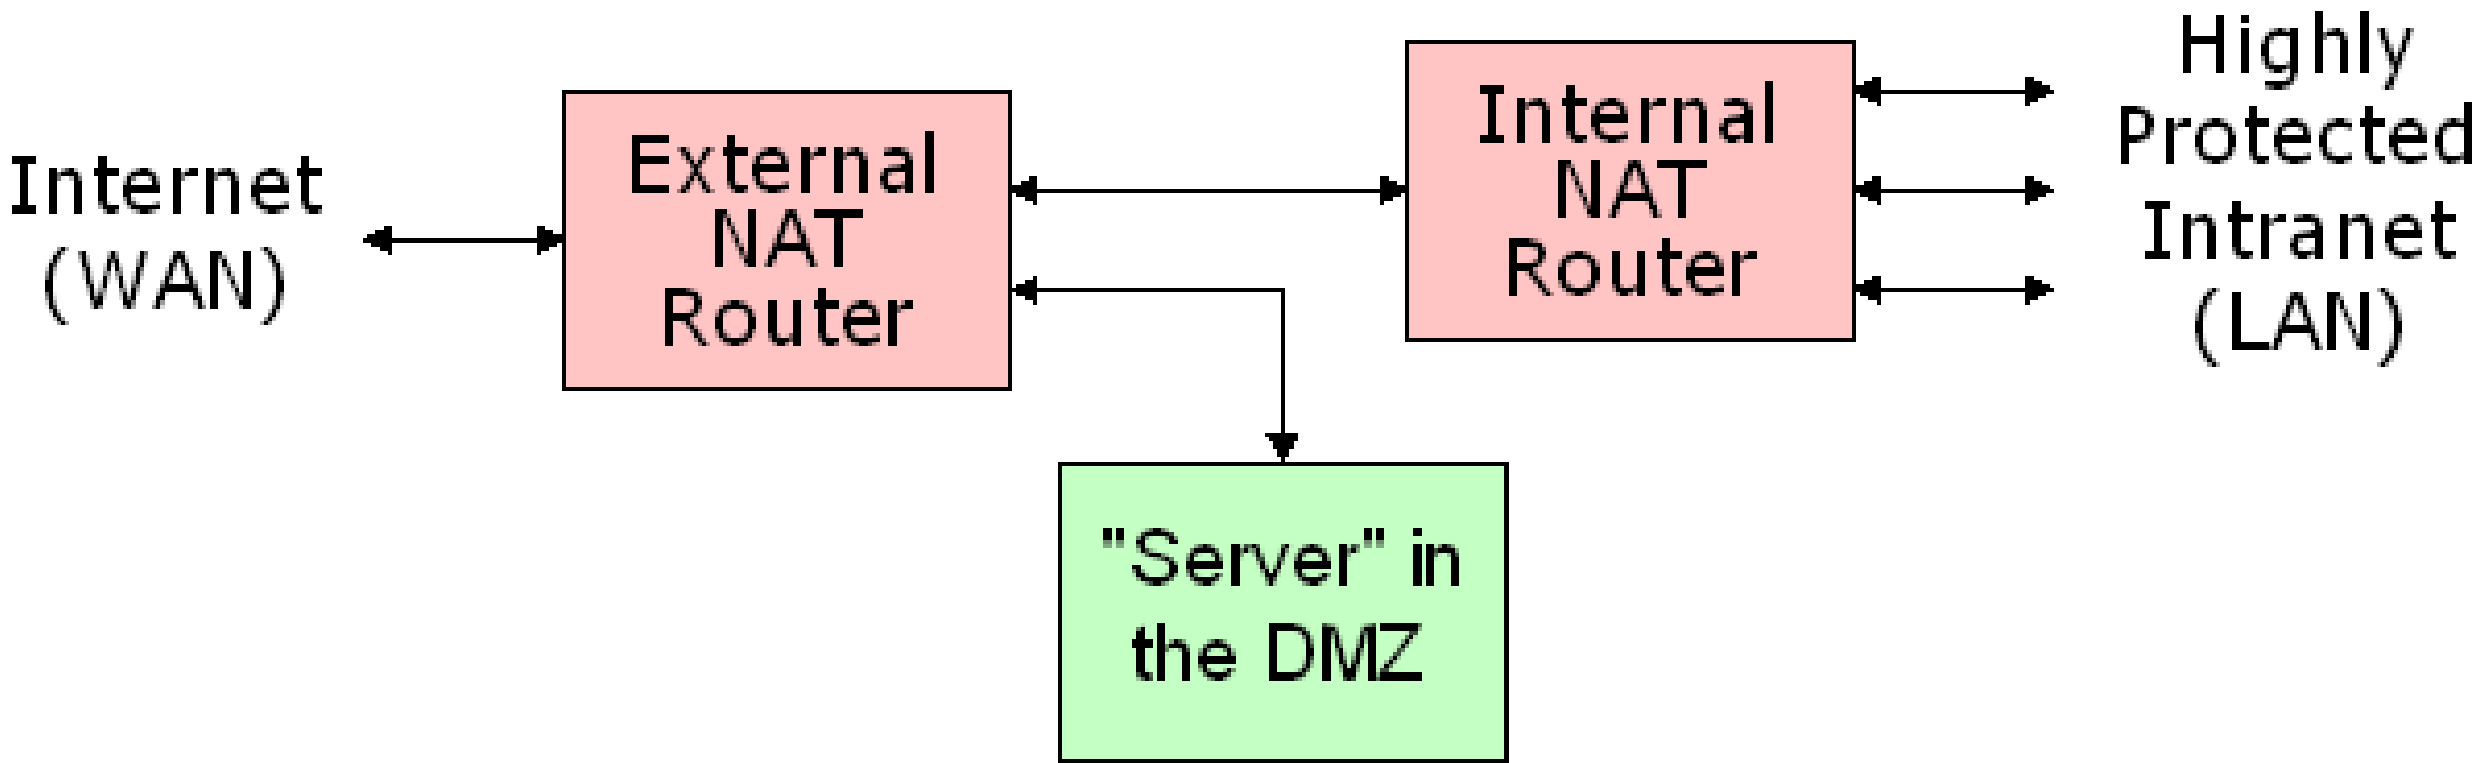 Internet
(WAN)
External
NAT
Router
Internal
NAT
Router
Highly
Protected
Intranet
(LAN)
"Server" in
the DMZ